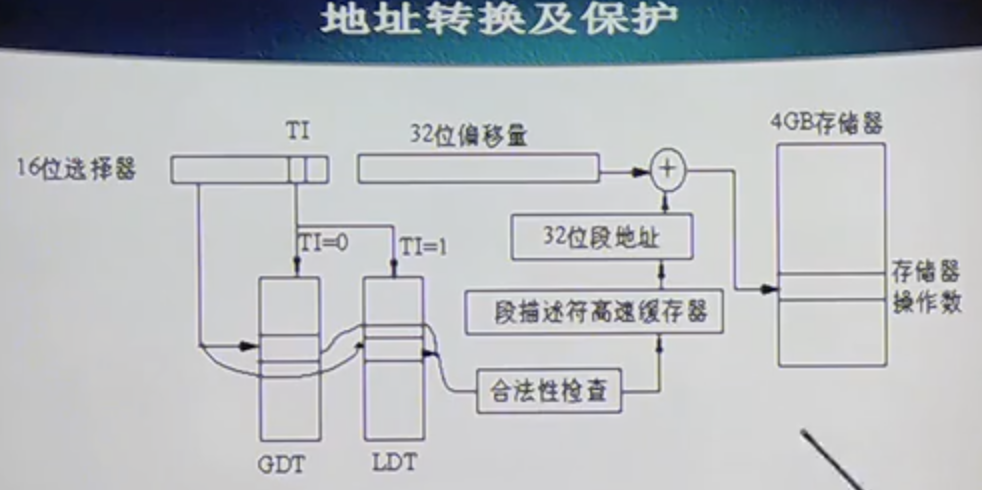 地址转换及保护
TI
32位偏移量
4GB存储器
16位选择器
+
TI=0
TI=1
32位段地址
存储器
操作数
段描述符高速缓存器
合法性检查
GDT
LDT